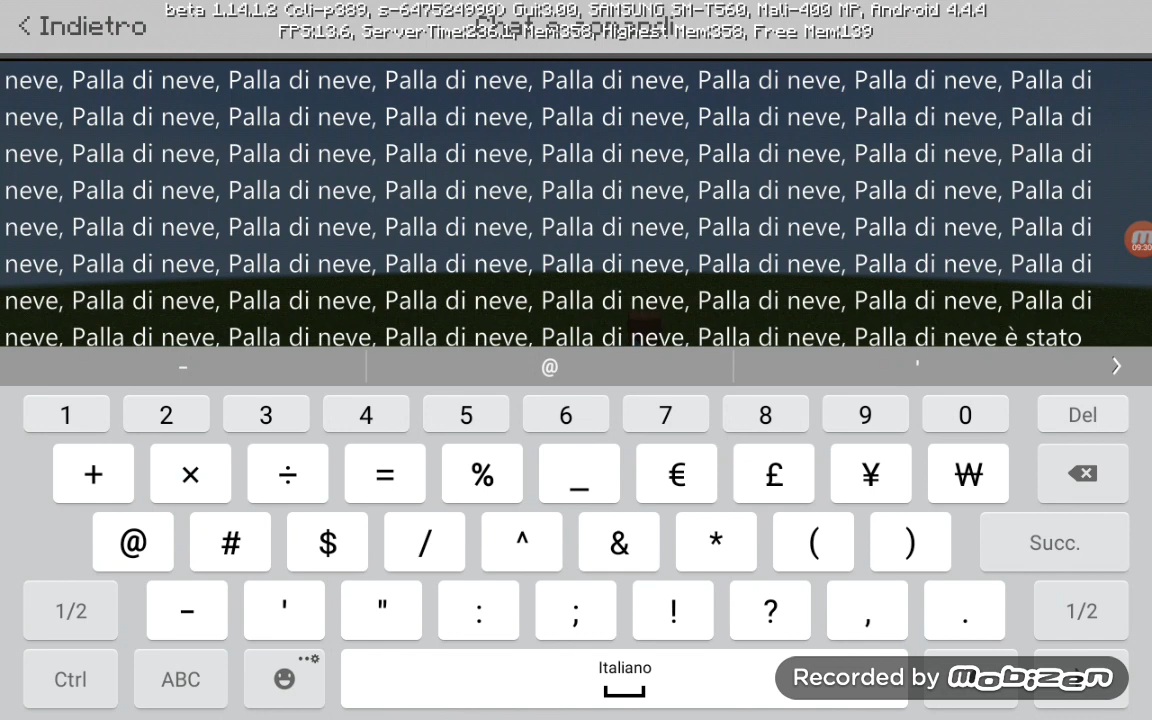 beta 1.14.1.2 GUI:3.00, SAMSUNG SM-T560, Mali-400 MP, Android 4.4.4
Indietro
FPS:13.6, ServerTime:236.1, Mem:358, Highest Mem:358, Free Mem:139
neve, Palla di neve, Palla di neve, Palla di neve, Palla di neve, Palla di neve, Palla di neve, Palla di
neve, Palla di neve, Palla di neve, Palla di neve, Palla di neve, Palla di neve, Palla di neve, Palla di
neve, Palla di neve, Palla di neve, Palla di neve, Palla di neve, Palla di neve, Palla di neve, Palla di
neve, Palla di neve, Palla di neve, Palla di neve, Palla di neve, Palla di neve, Palla di neve, Palla di
neve, Palla di neve, Palla di neve, Palla di neve, Palla di neve, Palla di neve, Palla di neve, Palla di
neve, Palla di neve, Palla di neve, Palla di neve, Palla di neve, Palla di neve, Palla di neve, Palla di
neve, Palla di neve, Palla di neve, Palla di neve, Palla di neve, Palla di neve, Palla di neve, Palla di
neve, Palla di neve, Palla di neve, Palla di neve, Palla di neve, Palla di neve, Palla di neve è stato
09:30
- @ '
1 2 3 4 5 6 7 8 9 0 Del
+ × ÷ = % _ € £ ¥ ₩
@ # $ / ^ & * ( ) Succ.
1/2 - ' " : ; ! ? , . 1/2
Ctrl ABC Italiano
Recorded by mobizen